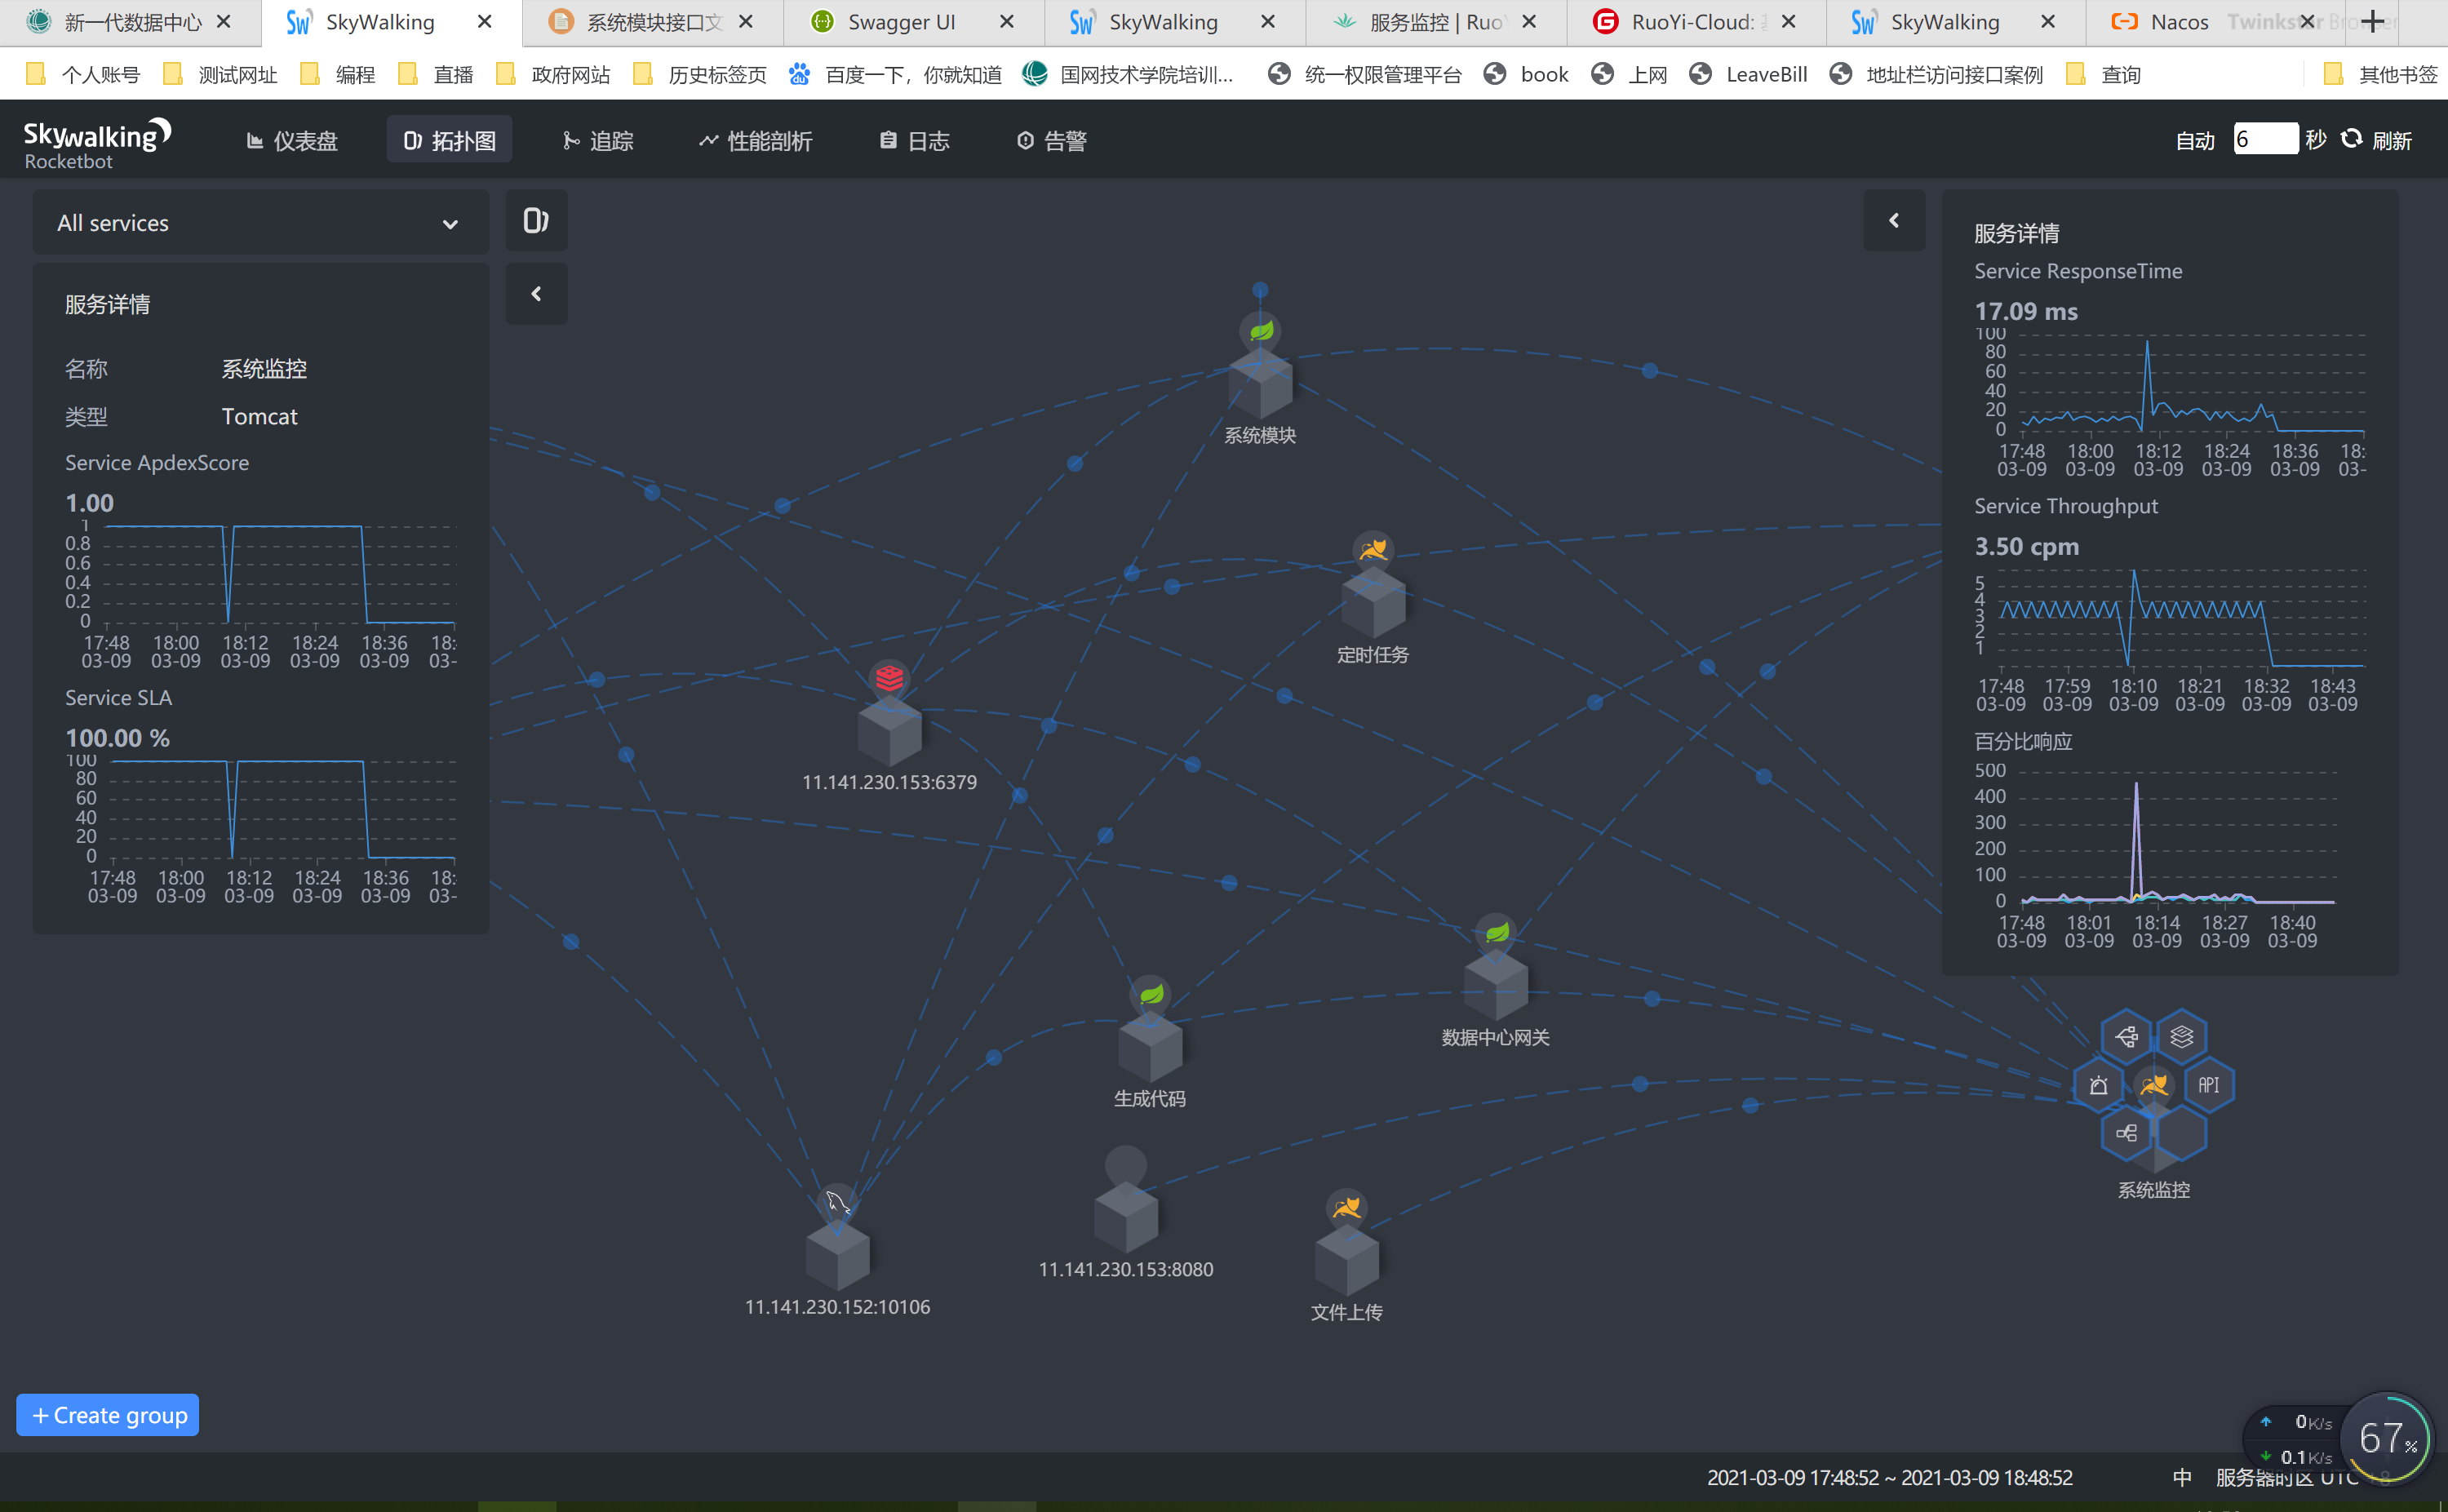 新一代数据中心
SkyWalking
系统模块接口文
Swagger UI
SkyWalking
服务监控 | RuoY
RuoYi-Cloud:
SkyWalking
Nacos
个人账号
测试网址
编程
直播
政府网站
历史标签页
百度一下，你就知道
国网技术学院培训...
统一权限管理平台
book
上网
LeaveBill
地址栏访问接口案例
查询
其他书签
Skywalking
Rocketbot
仪表盘
拓扑图
追踪
性能剖析
日志
告警
自动 6 秒 刷新
All services
服务详情
名称 系统监控
类型 Tomcat
Service ApdexScore
1.00
1
0.8
0.6
0.4
0.2
0
17:48 18:00 18:12 18:24 18:36 18:
03-09 03-09 03-09 03-09 03-09 03-
Service SLA
100.00 %
100
80
60
40
20
0
17:48 18:00 18:12 18:24 18:36 18:
03-09 03-09 03-09 03-09 03-09 03-
系统模块
定时任务
11.141.230.153:6379
数据中心网关
生成代码
11.141.230.153:8080
11.141.230.152:10106
文件上传
API
系统监控
服务详情
Service ResponseTime
17.09 ms
100
80
60
40
20
0
17:48 18:00 18:12 18:24 18:36 18:
03-09 03-09 03-09 03-09 03-09 03-
Service Throughput
3.50 cpm
5
4
3
2
1
17:48 17:59 18:10 18:21 18:32 18:43
03-09 03-09 03-09 03-09 03-09 03-09
百分比响应
500
400
300
200
100
0
17:48 18:01 18:14 18:27 18:40
03-09 03-09 03-09 03-09 03-09
+ Create group
0K/s
0.1K/s
67%
2021-03-09 17:48:52 ~ 2021-03-09 18:48:52
中
服务器时区 UTC